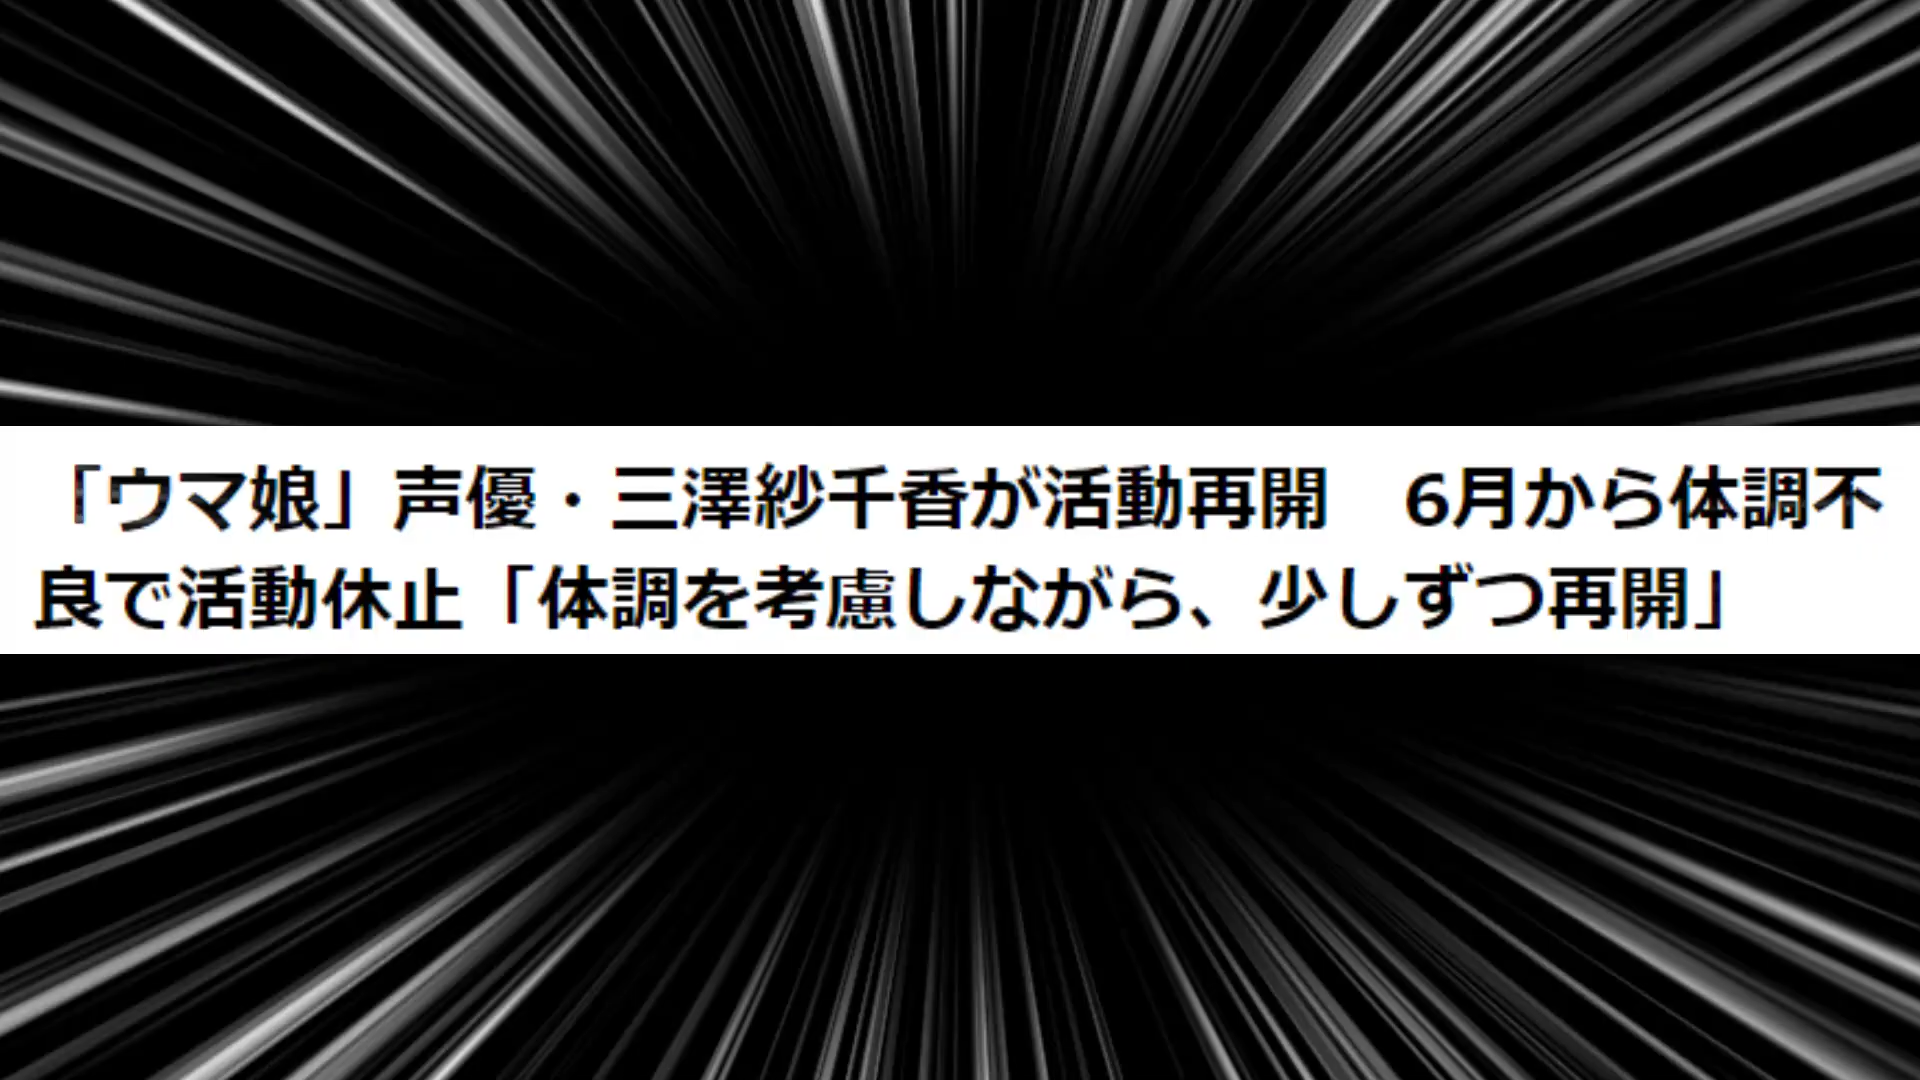 「ウマ娘」声優・三澤紗千香が活動再開　6月から体調不
良で活動休止「体調を考慮しながら、少しずつ再開」